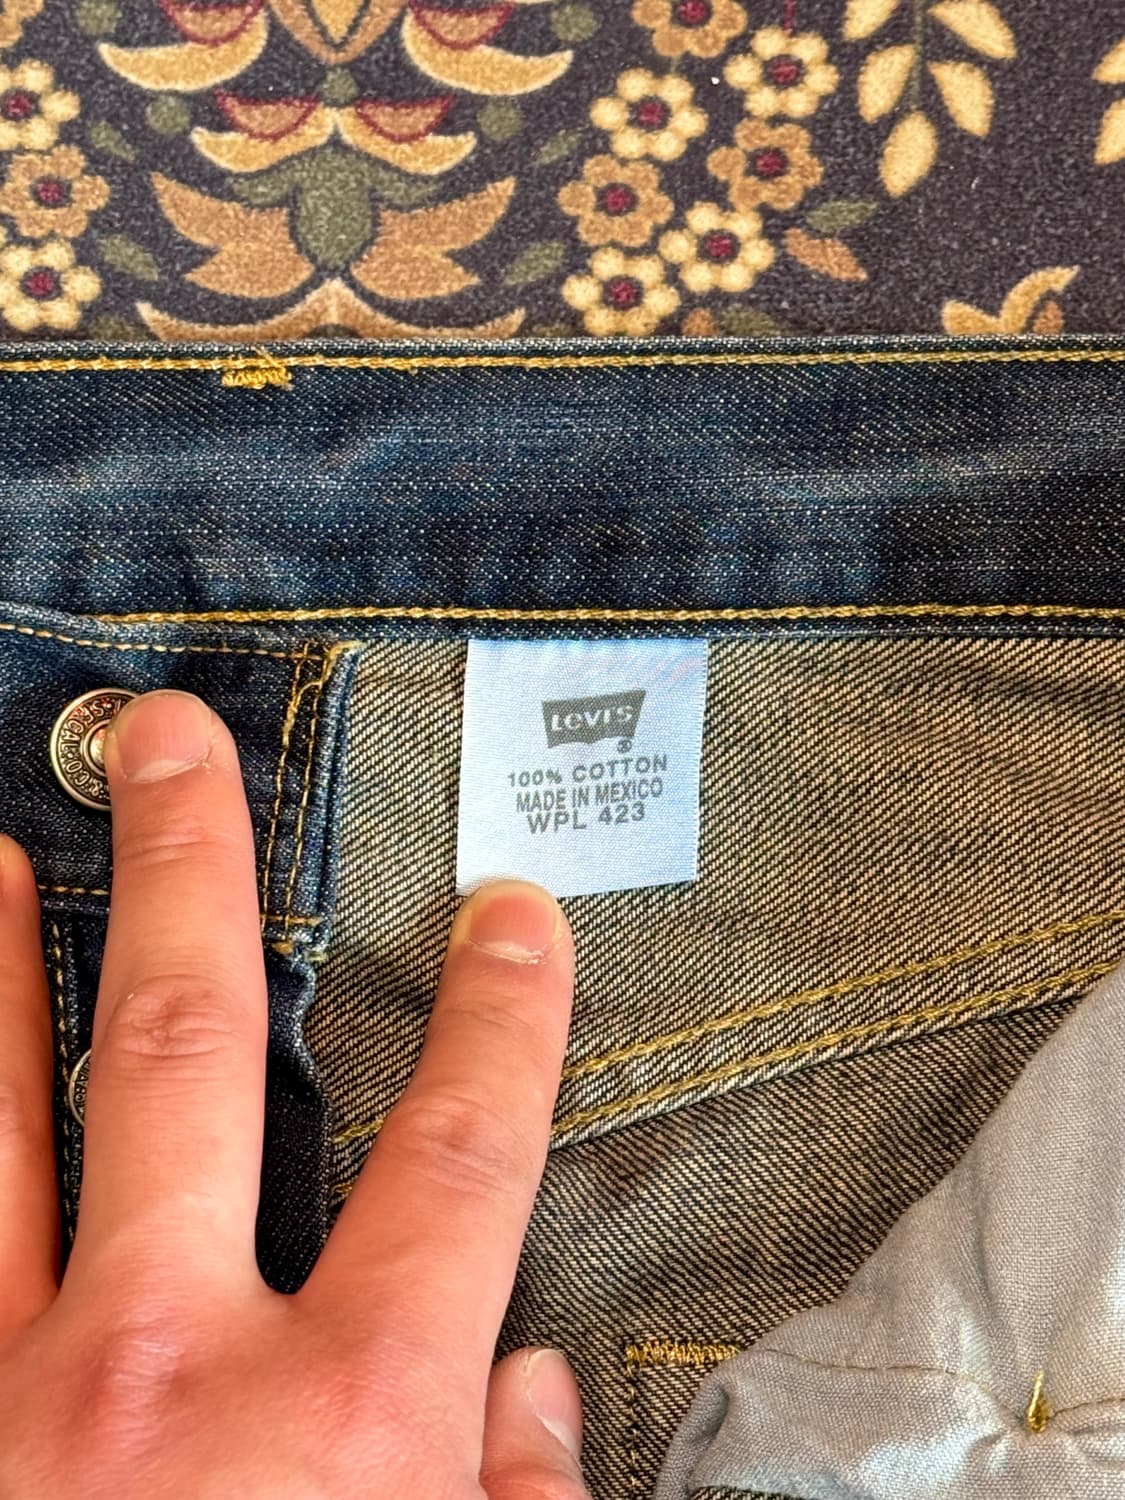 LEVI'S
®
100% COTTON
MADE IN MEXICO
WPL 423